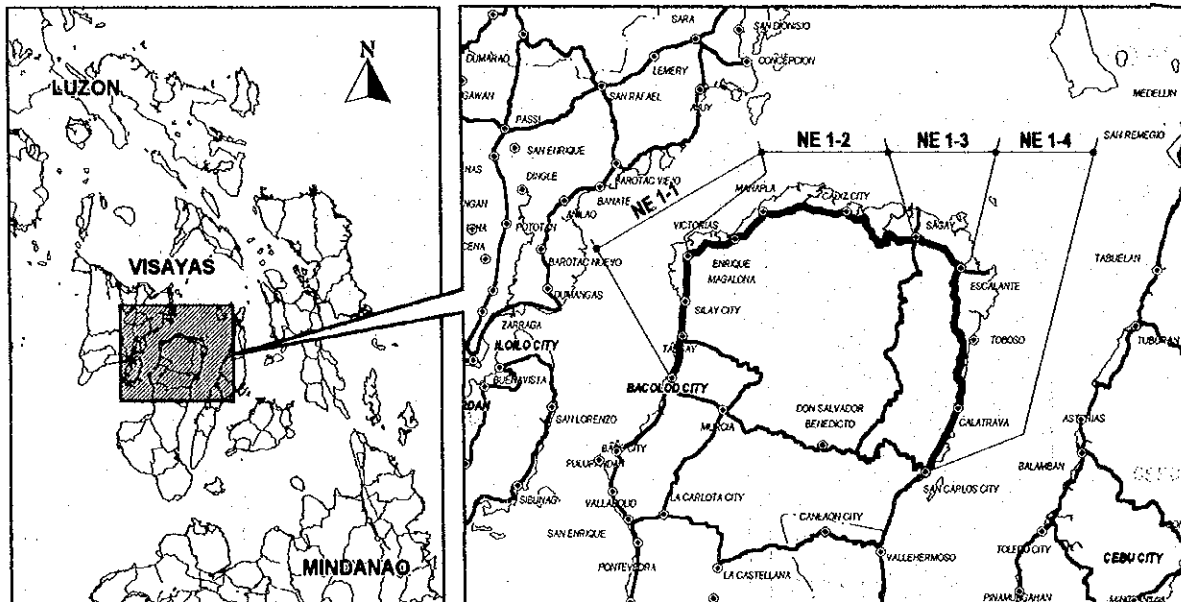 LUZON
N
VISAYAS
MINDANAO
SARA
SAN DIONISIO
DUMARAO
LEMERY
CONCEPCION
SAN RAFAEL
AJUY
MEDELLIN
PASSI
SAN ENRIQUE
NE 1-2
NE 1-3
NE 1-4
SAN REMEGIO
DINGLE
BAROTAC VIEJO
BANATE
NE 1-1
MANAPLA
CADIZ CITY
ANILAO
POTOTAN
VICTORIAS
SAGAY
BAROTAC NUEVO
ENRIQUE
MAGALONA
ESCALANTE
TABUELAN
DUMANGAS
SILAY CITY
ZARRAGA
ILOILO CITY
TALISAY
TOBOSO
TUBURAN
BUENAVISTA
BACOLOD CITY
SAN LORENZO
MURCIA
DON SALVADOR
BENEDICTO
CALATRAVA
ASTURIAS
BAGO CITY
PULUPANDAN
BALAMBAN
SIBUNAG
VALLADOLID
LA CARLOTA CITY
SAN CARLOS CITY
SAN ENRIQUE
CANLAON CITY
TOLEDO CITY
VALLEHERMOSO
CEBU CITY
PONTEVEDRA
LA CASTELLANA
PINAMUNGAHAN